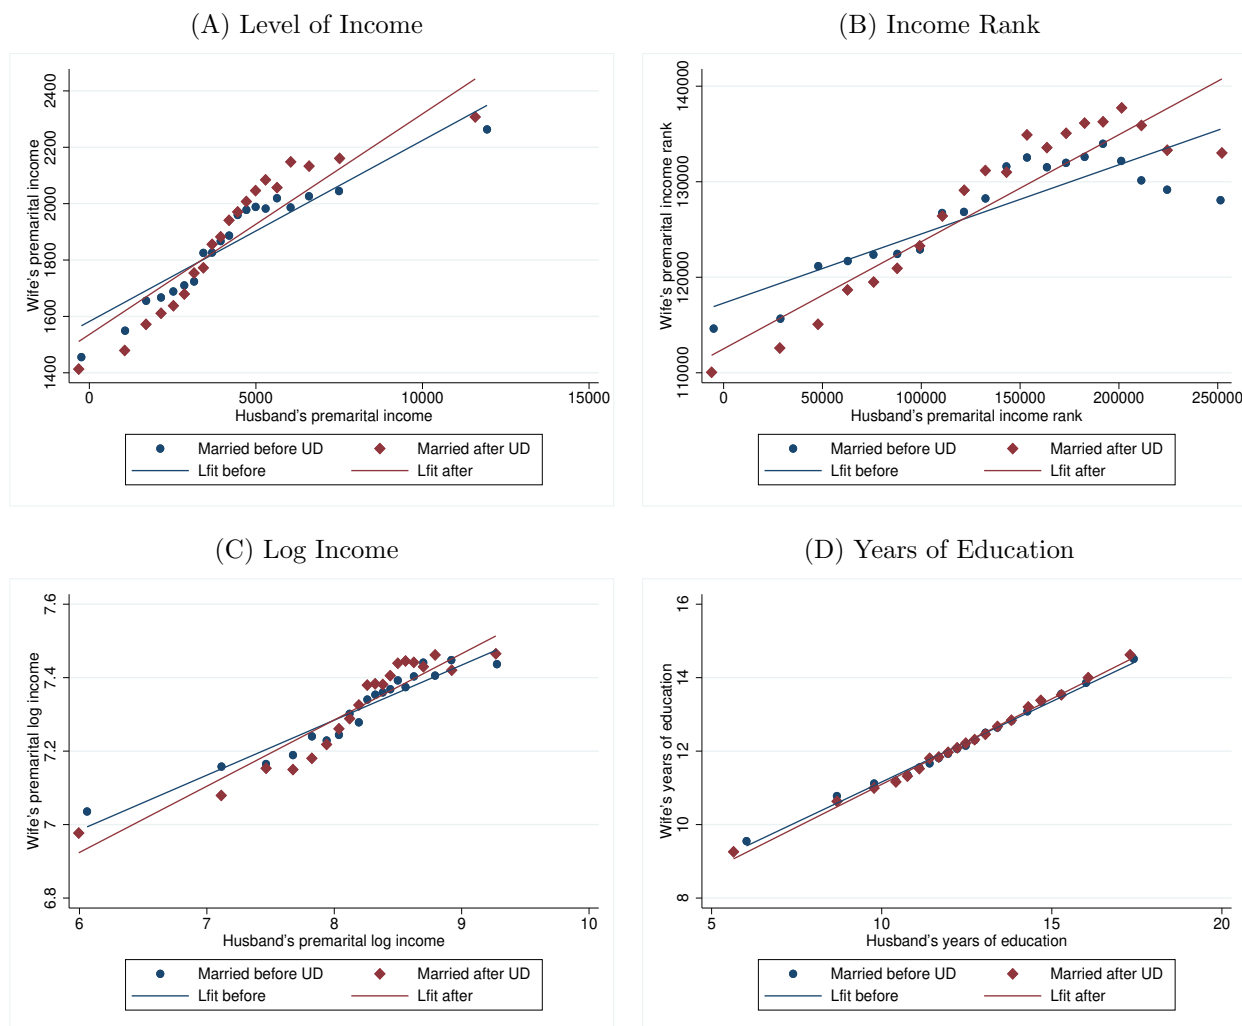 (A) Level of Income
Wife's premarital income
2400
2200
2000
1800
1600
1400
0 5000 10000 15000
Husband's premarital income
Married before UD Married after UD
Lfit before Lfit after
(B) Income Rank
Wife's premarital income rank
140000
130000
120000
110000
0 50000 100000 150000 200000 250000
Husband's premarital income rank
Married before UD Married after UD
Lfit before Lfit after
(C) Log Income
Wife's premarital log income
7.6
7.4
7.2
7
6.8
6 7 8 9 10
Husband's premarital log income
Married before UD Married after UD
Lfit before Lfit after
(D) Years of Education
Wife's years of education
16
14
12
10
8
5 10 15 20
Husband's years of education
Married before UD Married after UD
Lfit before Lfit after